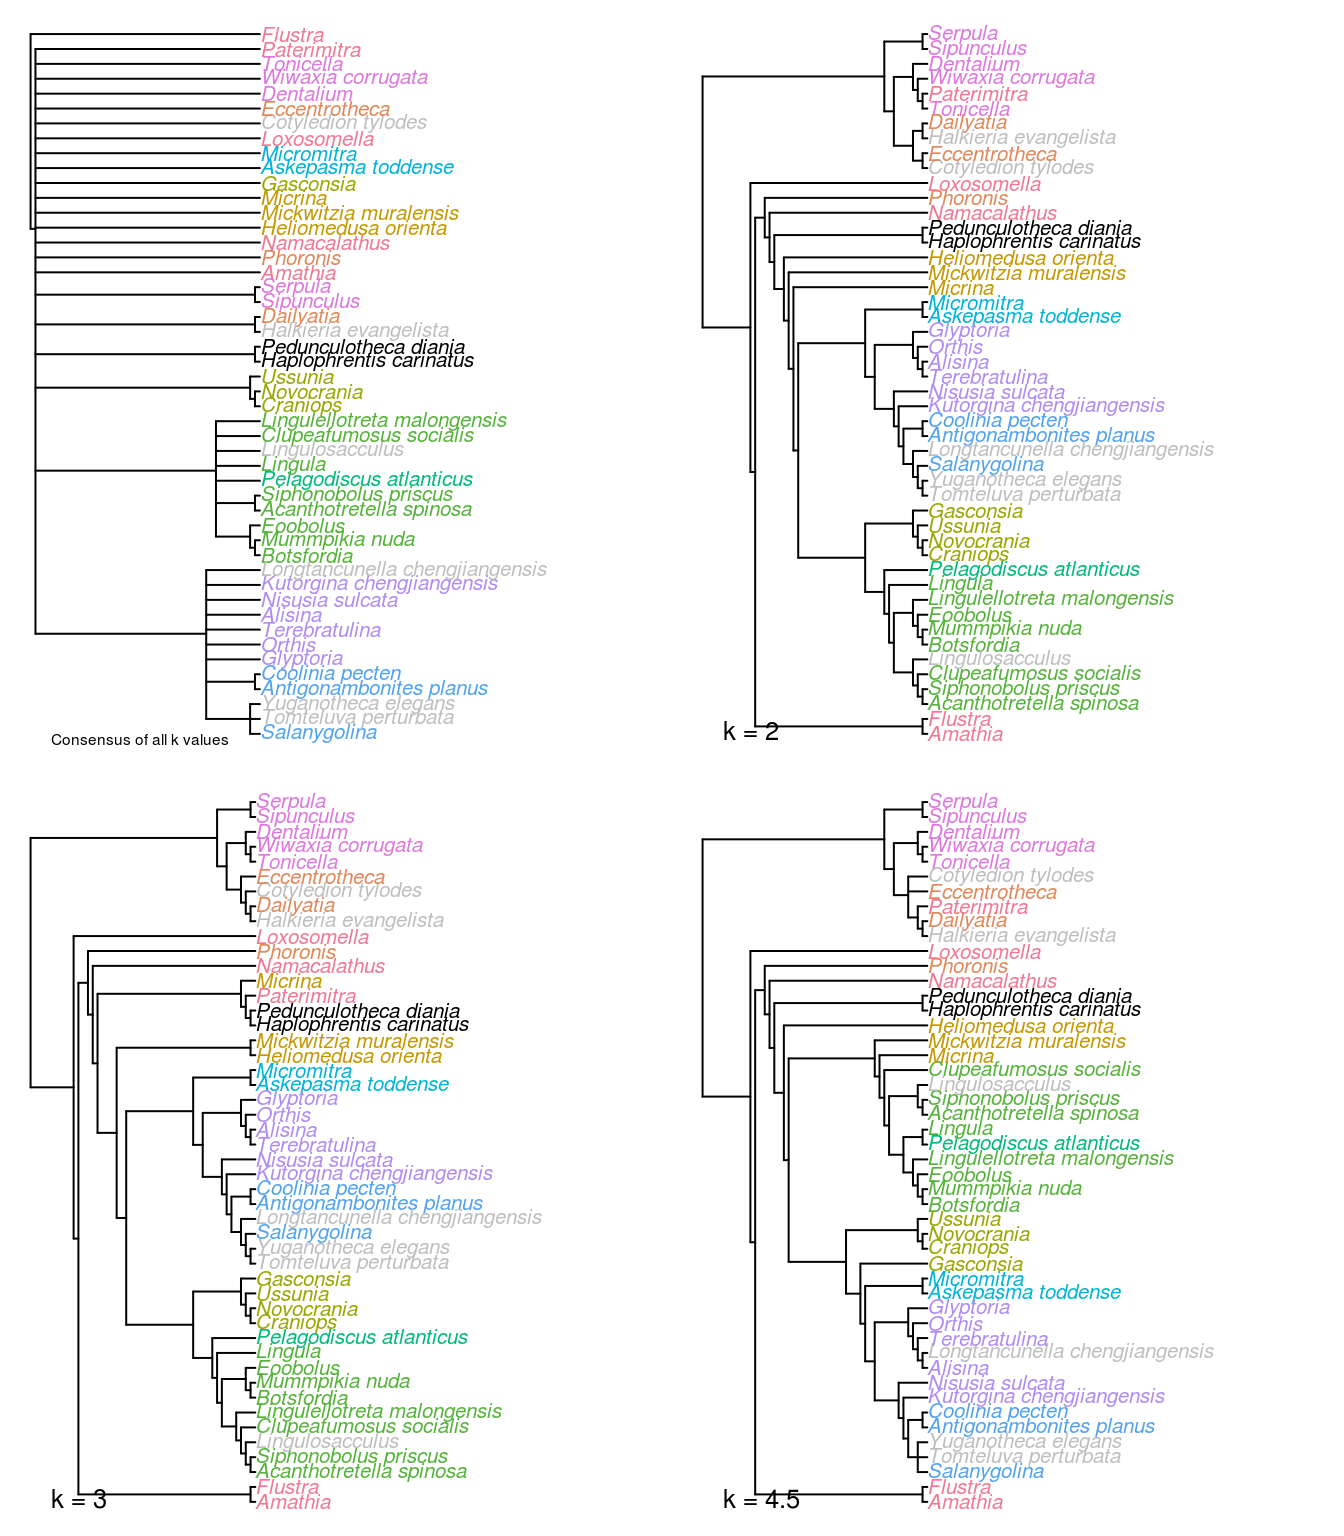 Flustra
Paterimitra
Tonicella
Wiwaxia corrugata
Dentalium
Eccentrotheca
Cotyledion tylodes
Loxosomella
Micromitra
Askepasma toddense
Gasconsia
Micrina
Mickwitzia muralensis
Heliomedusa orienta
Namacalathus
Phoronis
Amathia
Serpula
Sipunculus
Dailyatia
Halkieria evangelista
Pedunculotheca diania
Haplophrentis carinatus
Ussunia
Novocrania
Craniops
Lingulellotreta malongensis
Clupeafumosus socialis
Lingulosacculus
Lingula
Pelagodiscus atlanticus
Siphonobolus priscus
Acanthotretella spinosa
Eoobolus
Mummpikia nuda
Botsfordia
Longtancunella chengjiangensis
Kutorgina chengjiangensis
Nisusia sulcata
Alisina
Terebratulina
Orthis
Glyptoria
Coolinia pecten
Antigonambonites planus
Yuganotheca elegans
Tomteluva perturbata
Salanygolina
Consensus of all k values
Serpula
Sipunculus
Dentalium
Wiwaxia corrugata
Paterimitra
Tonicella
Dailyatia
Halkieria evangelista
Eccentrotheca
Cotyledion tylodes
Loxosomella
Phoronis
Namacalathus
Pedunculotheca diania
Haplophrentis carinatus
Heliomedusa orienta
Mickwitzia muralensis
Micrina
Micromitra
Askepasma toddense
Glyptoria
Orthis
Alisina
Terebratulina
Nisusia sulcata
Kutorgina chengjiangensis
Coolinia pecten
Antigonambonites planus
Longtancunella chengjiangensis
Salanygolina
Yuganotheca elegans
Tomteluva perturbata
Gasconsia
Ussunia
Novocrania
Craniops
Pelagodiscus atlanticus
Lingula
Lingulellotreta malongensis
Eoobolus
Mummpikia nuda
Botsfordia
Lingulosacculus
Clupeafumosus socialis
Siphonobolus priscus
Acanthotretella spinosa
Flustra
Amathia
k = 2
Serpula
Sipunculus
Dentalium
Wiwaxia corrugata
Tonicella
Eccentrotheca
Cotyledion tylodes
Dailyatia
Halkieria evangelista
Loxosomella
Phoronis
Namacalathus
Micrina
Paterimitra
Pedunculotheca diania
Haplophrentis carinatus
Mickwitzia muralensis
Heliomedusa orienta
Micromitra
Askepasma toddense
Glyptoria
Orthis
Alisina
Terebratulina
Nisusia sulcata
Kutorgina chengjiangensis
Coolinia pecten
Antigonambonites planus
Longtancunella chengjiangensis
Salanygolina
Yuganotheca elegans
Tomteluva perturbata
Gasconsia
Ussunia
Novocrania
Craniops
Pelagodiscus atlanticus
Lingula
Eoobolus
Mummpikia nuda
Botsfordia
Lingulellotreta malongensis
Clupeafumosus socialis
Lingulosacculus
Siphonobolus priscus
Acanthotretella spinosa
Flustra
Amathia
k = 3
Serpula
Sipunculus
Dentalium
Wiwaxia corrugata
Tonicella
Cotyledion tylodes
Eccentrotheca
Paterimitra
Dailyatia
Halkieria evangelista
Loxosomella
Phoronis
Namacalathus
Pedunculotheca diania
Haplophrentis carinatus
Heliomedusa orienta
Mickwitzia muralensis
Micrina
Clupeafumosus socialis
Lingulosacculus
Siphonobolus priscus
Acanthotretella spinosa
Lingula
Pelagodiscus atlanticus
Lingulellotreta malongensis
Eoobolus
Mummpikia nuda
Botsfordia
Ussunia
Novocrania
Craniops
Gasconsia
Micromitra
Askepasma toddense
Glyptoria
Orthis
Terebratulina
Longtancunella chengjiangensis
Alisina
Nisusia sulcata
Kutorgina chengjiangensis
Coolinia pecten
Antigonambonites planus
Yuganotheca elegans
Tomteluva perturbata
Salanygolina
Flustra
Amathia
k = 4.5